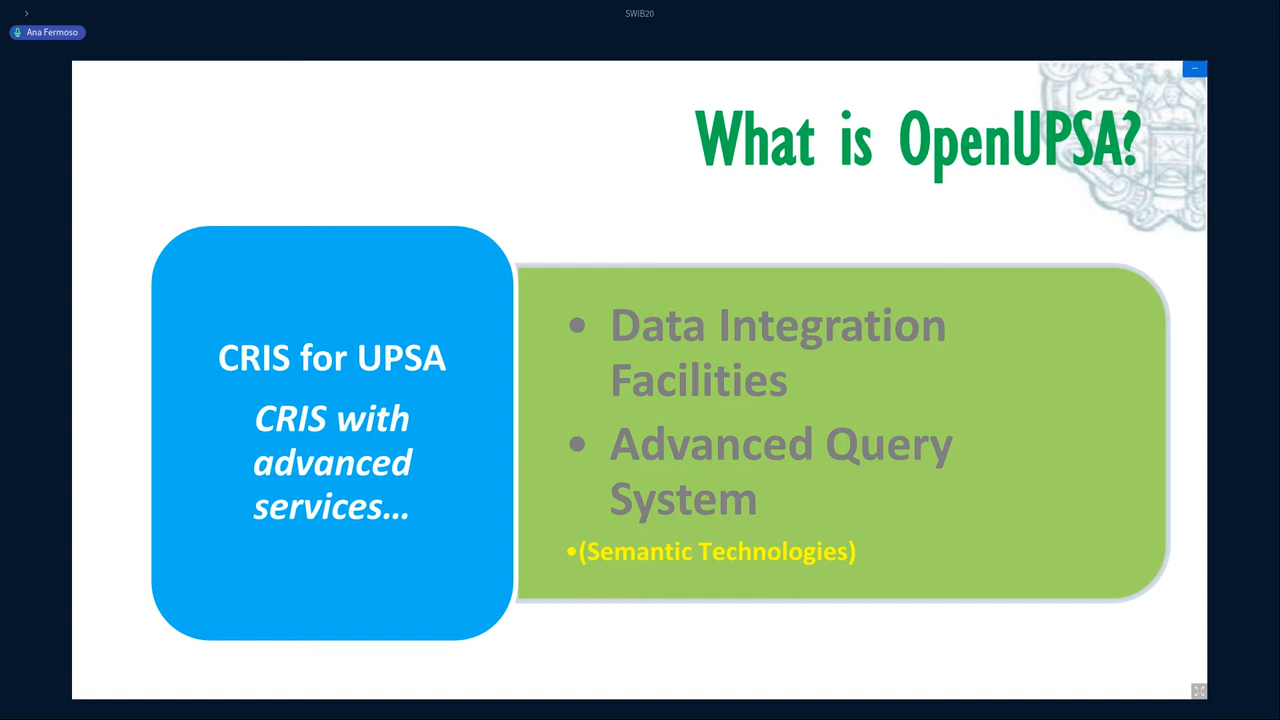 SWIB20
Ana Fermoso
What is OpenUPSA?
CRIS for UPSA
CRIS with
advanced
services...
• Data Integration
Facilities
• Advanced Query
System
•(Semantic Technologies)